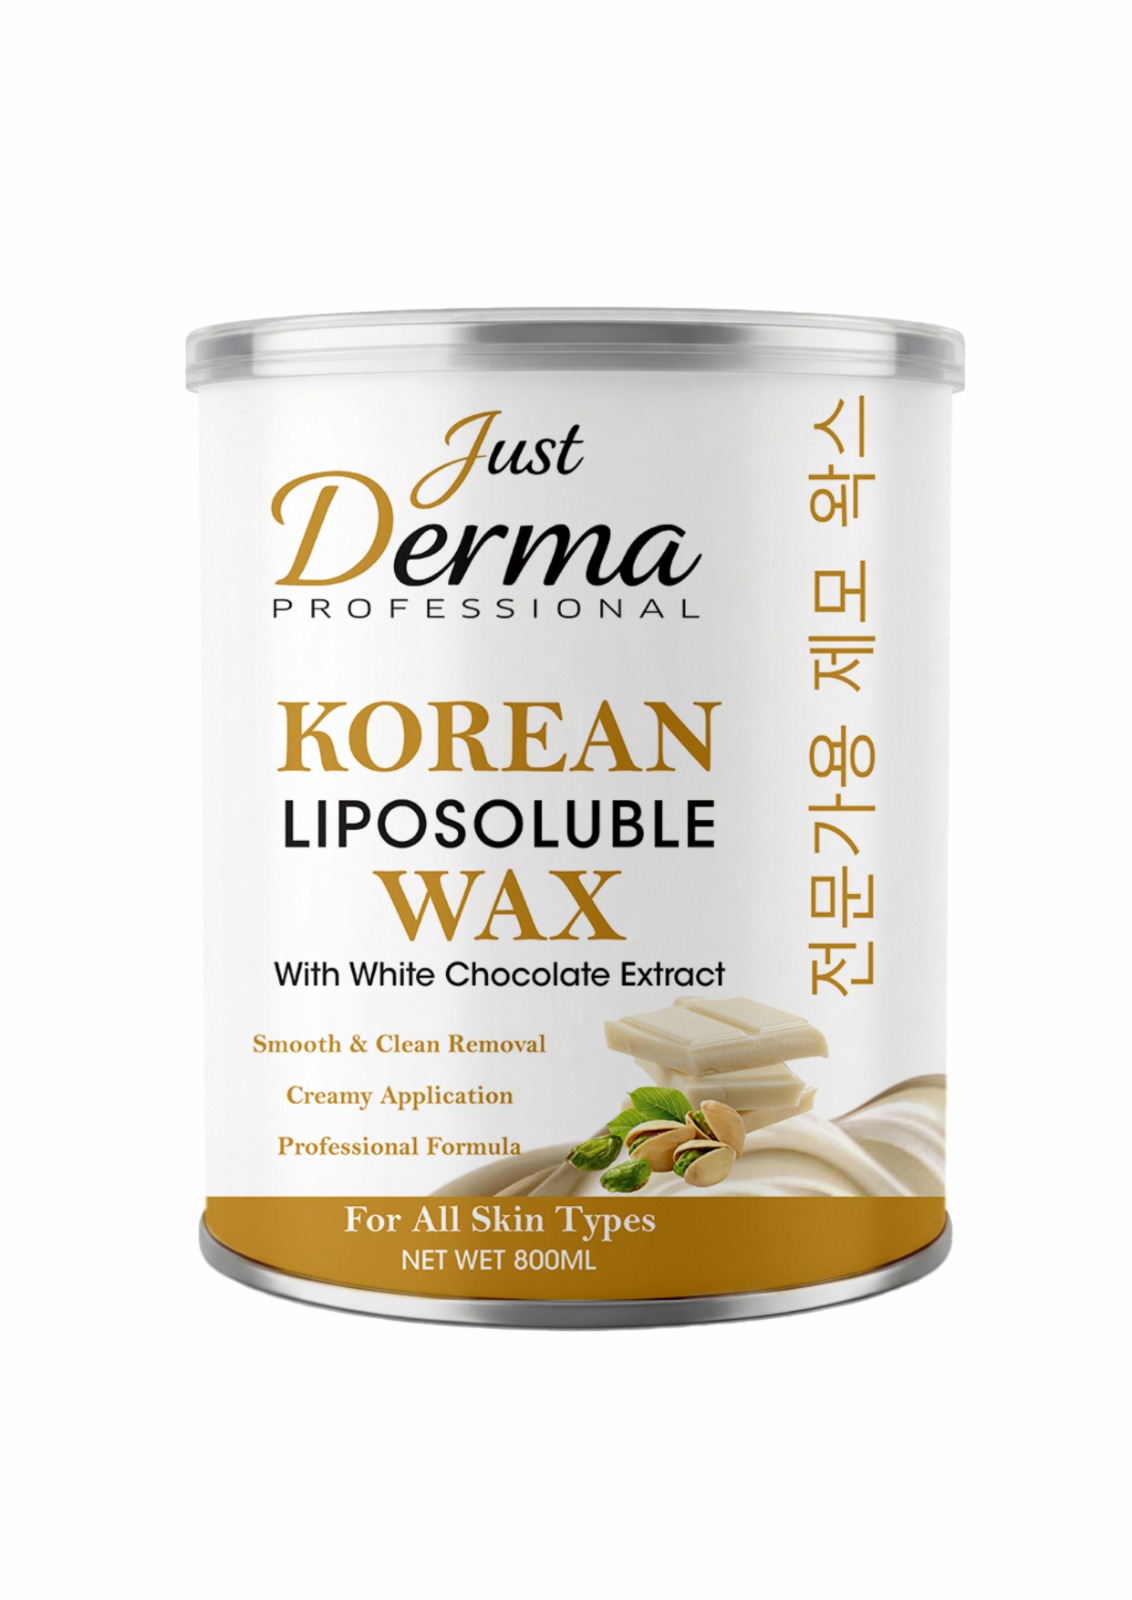 Just
Derma
PROFESSIONAL
KOREAN
LIPOSOLUBLE
WAX
With White Chocolate Extract
Smooth & Clean Removal
Creamy Application
Professional Formula
For All Skin Types
NET WET 800ML
전문가용 제모 왁스